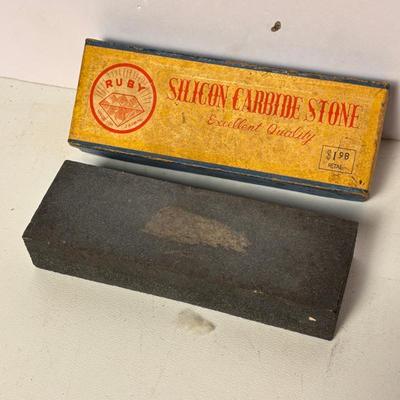 RUBY
SILICON CARBIDE STONE
Excellent Quality
$1.98
RETAIL